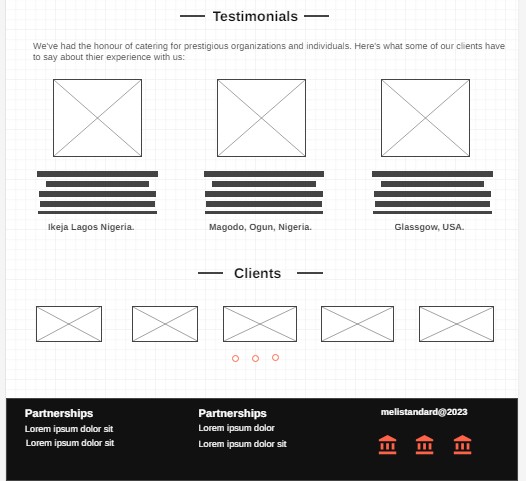 Testimonials
We've had the honour of catering for prestigious organizations and individuals. Here's what some of our clients have
to say about thier experience with us:
Ikeja Lagos Nigeria.
Magodo, Ogun, Nigeria.
Glassgow, USA.
Clients
Partnerships
Lorem ipsum dolor sit
Lorem ipsum dolor sit
Partnerships
Lorem ipsum dolor
Lorem ipsum dolor sit
melistandard@2023